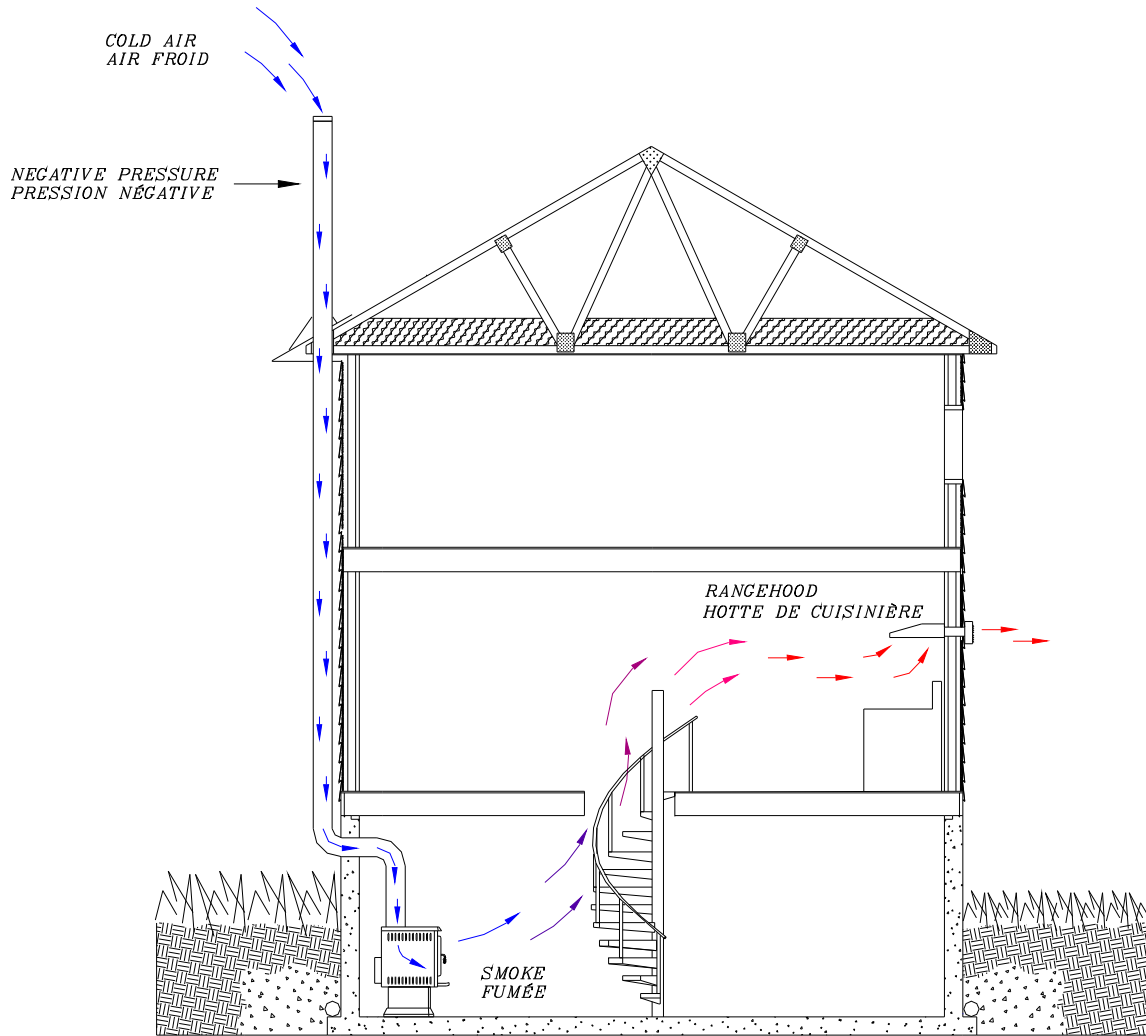 COLD AIR
AIR FROID
NEGATIVE PRESSURE
PRESSION NÉGATIVE
RANGEHOOD
HOTTE DE CUISINIÈRE
SMOKE
FUMÉE